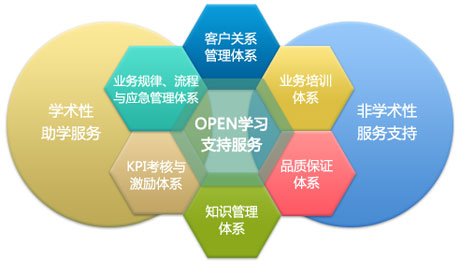 客户关系
管理体系
业务规律、流程
与应急管理体系
业务培训
体系
学术性
助学服务
OPEN学习
支持服务
非学术性
服务支持
KPI考核与
激励体系
品质保证
体系
知识管理
体系